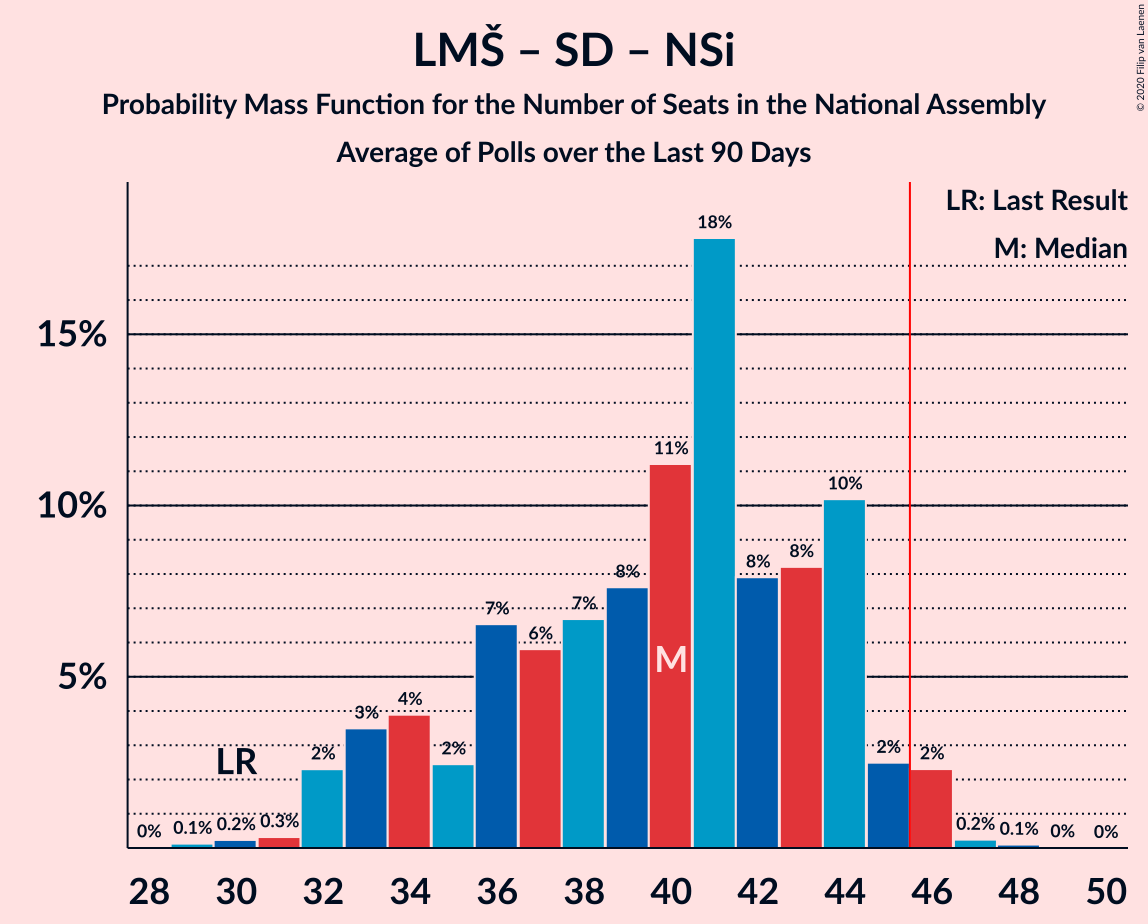 LMŠ – SD – NSi
Probability Mass Function for the Number of Seats in the National Assembly
Average of Polls over the Last 90 Days
© 2020 Filip van Laenen
LR: Last Result
M: Median
15%
10%
5%
0%
0.1%
0.2%
0.3%
2%
3%
4%
2%
7%
6%
7%
8%
11%
18%
8%
8%
10%
2%
2%
0.2%
0.1%
0%
0%
LR
M
28 30 32 34 36 38 40 42 44 46 48 50